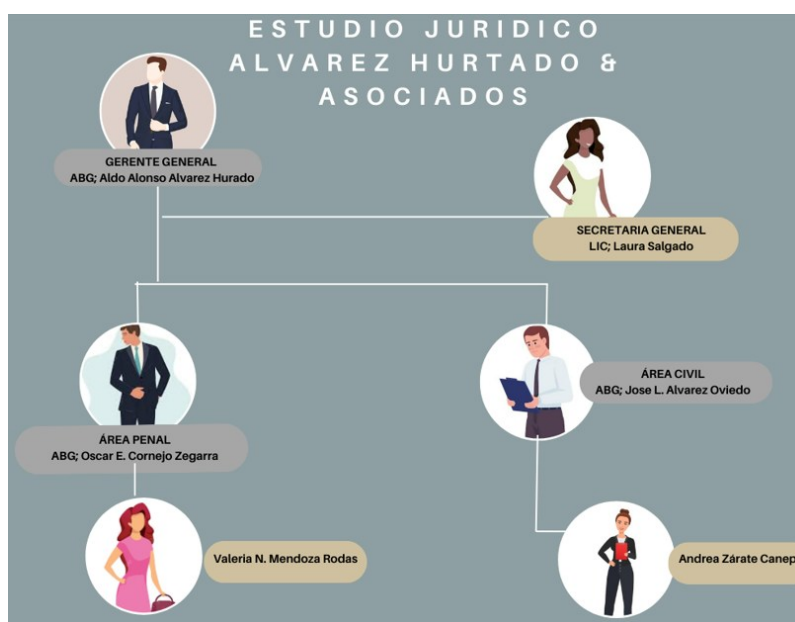 ESTUDIO JURIDICO
ALVAREZ HURTADO &
ASOCIADOS
GERENTE GENERAL
ABG; Aldo Alonso Alvarez Hurado
SECRETARIA GENERAL
LIC; Laura Salgado
ÁREA CIVIL
ABG; Jose L. Alvarez Oviedo
ÁREA PENAL
ABG; Oscar E. Cornejo Zegarra
Valeria N. Mendoza Rodas
Andrea Zárate Canep